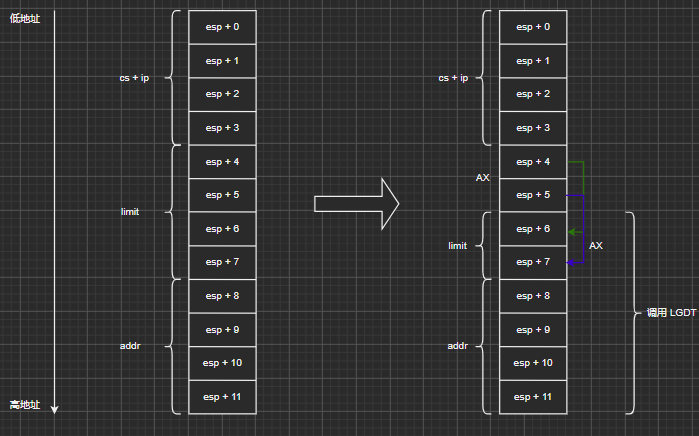 低地址
esp + 0
esp + 1
cs + ip
esp + 2
esp + 3
esp + 4
esp + 5
limit
esp + 6
esp + 7
esp + 8
esp + 9
addr
esp + 10
esp + 11
高地址
esp + 0
esp + 1
cs + ip
esp + 2
esp + 3
esp + 4
AX
esp + 5
esp + 6
limit
AX
esp + 7
esp + 8
调用 LGDT
esp + 9
addr
esp + 10
esp + 11